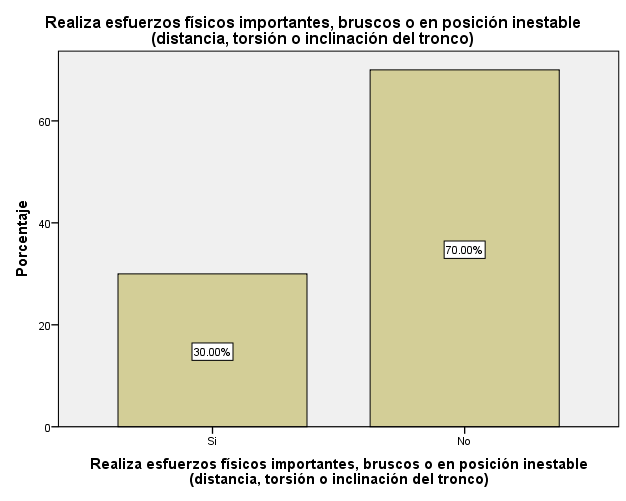 Realiza esfuerzos físicos importantes, bruscos o en posición inestable
(distancia, torsión o inclinación del tronco)
Porcentaje
60
40
20
0
30.00%
70.00%
Si
No
Realiza esfuerzos físicos importantes, bruscos o en posición inestable
(distancia, torsión o inclinación del tronco)